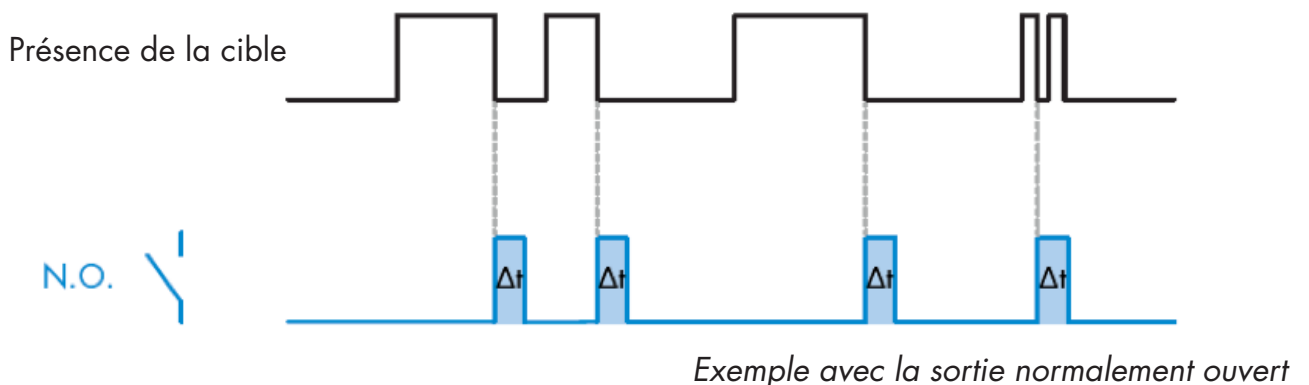 Présence de la cible
N.O.
Δt Δt Δt Δt
Exemple avec la sortie normalement ouvert